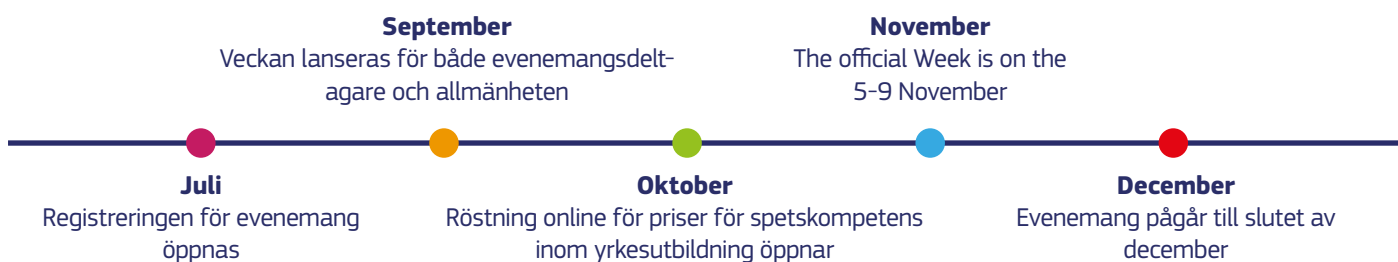 September
Veckan lanseras för både evenemangsdelt-
agare och allmänheten
November
The official Week is on the
5-9 November
Juli
Registreringen för evenemang
öppnas
Oktober
Röstning online för priser för spetskompetens
inom yrkesutbildning öppnar
December
Evenemang pågår till slutet av
december